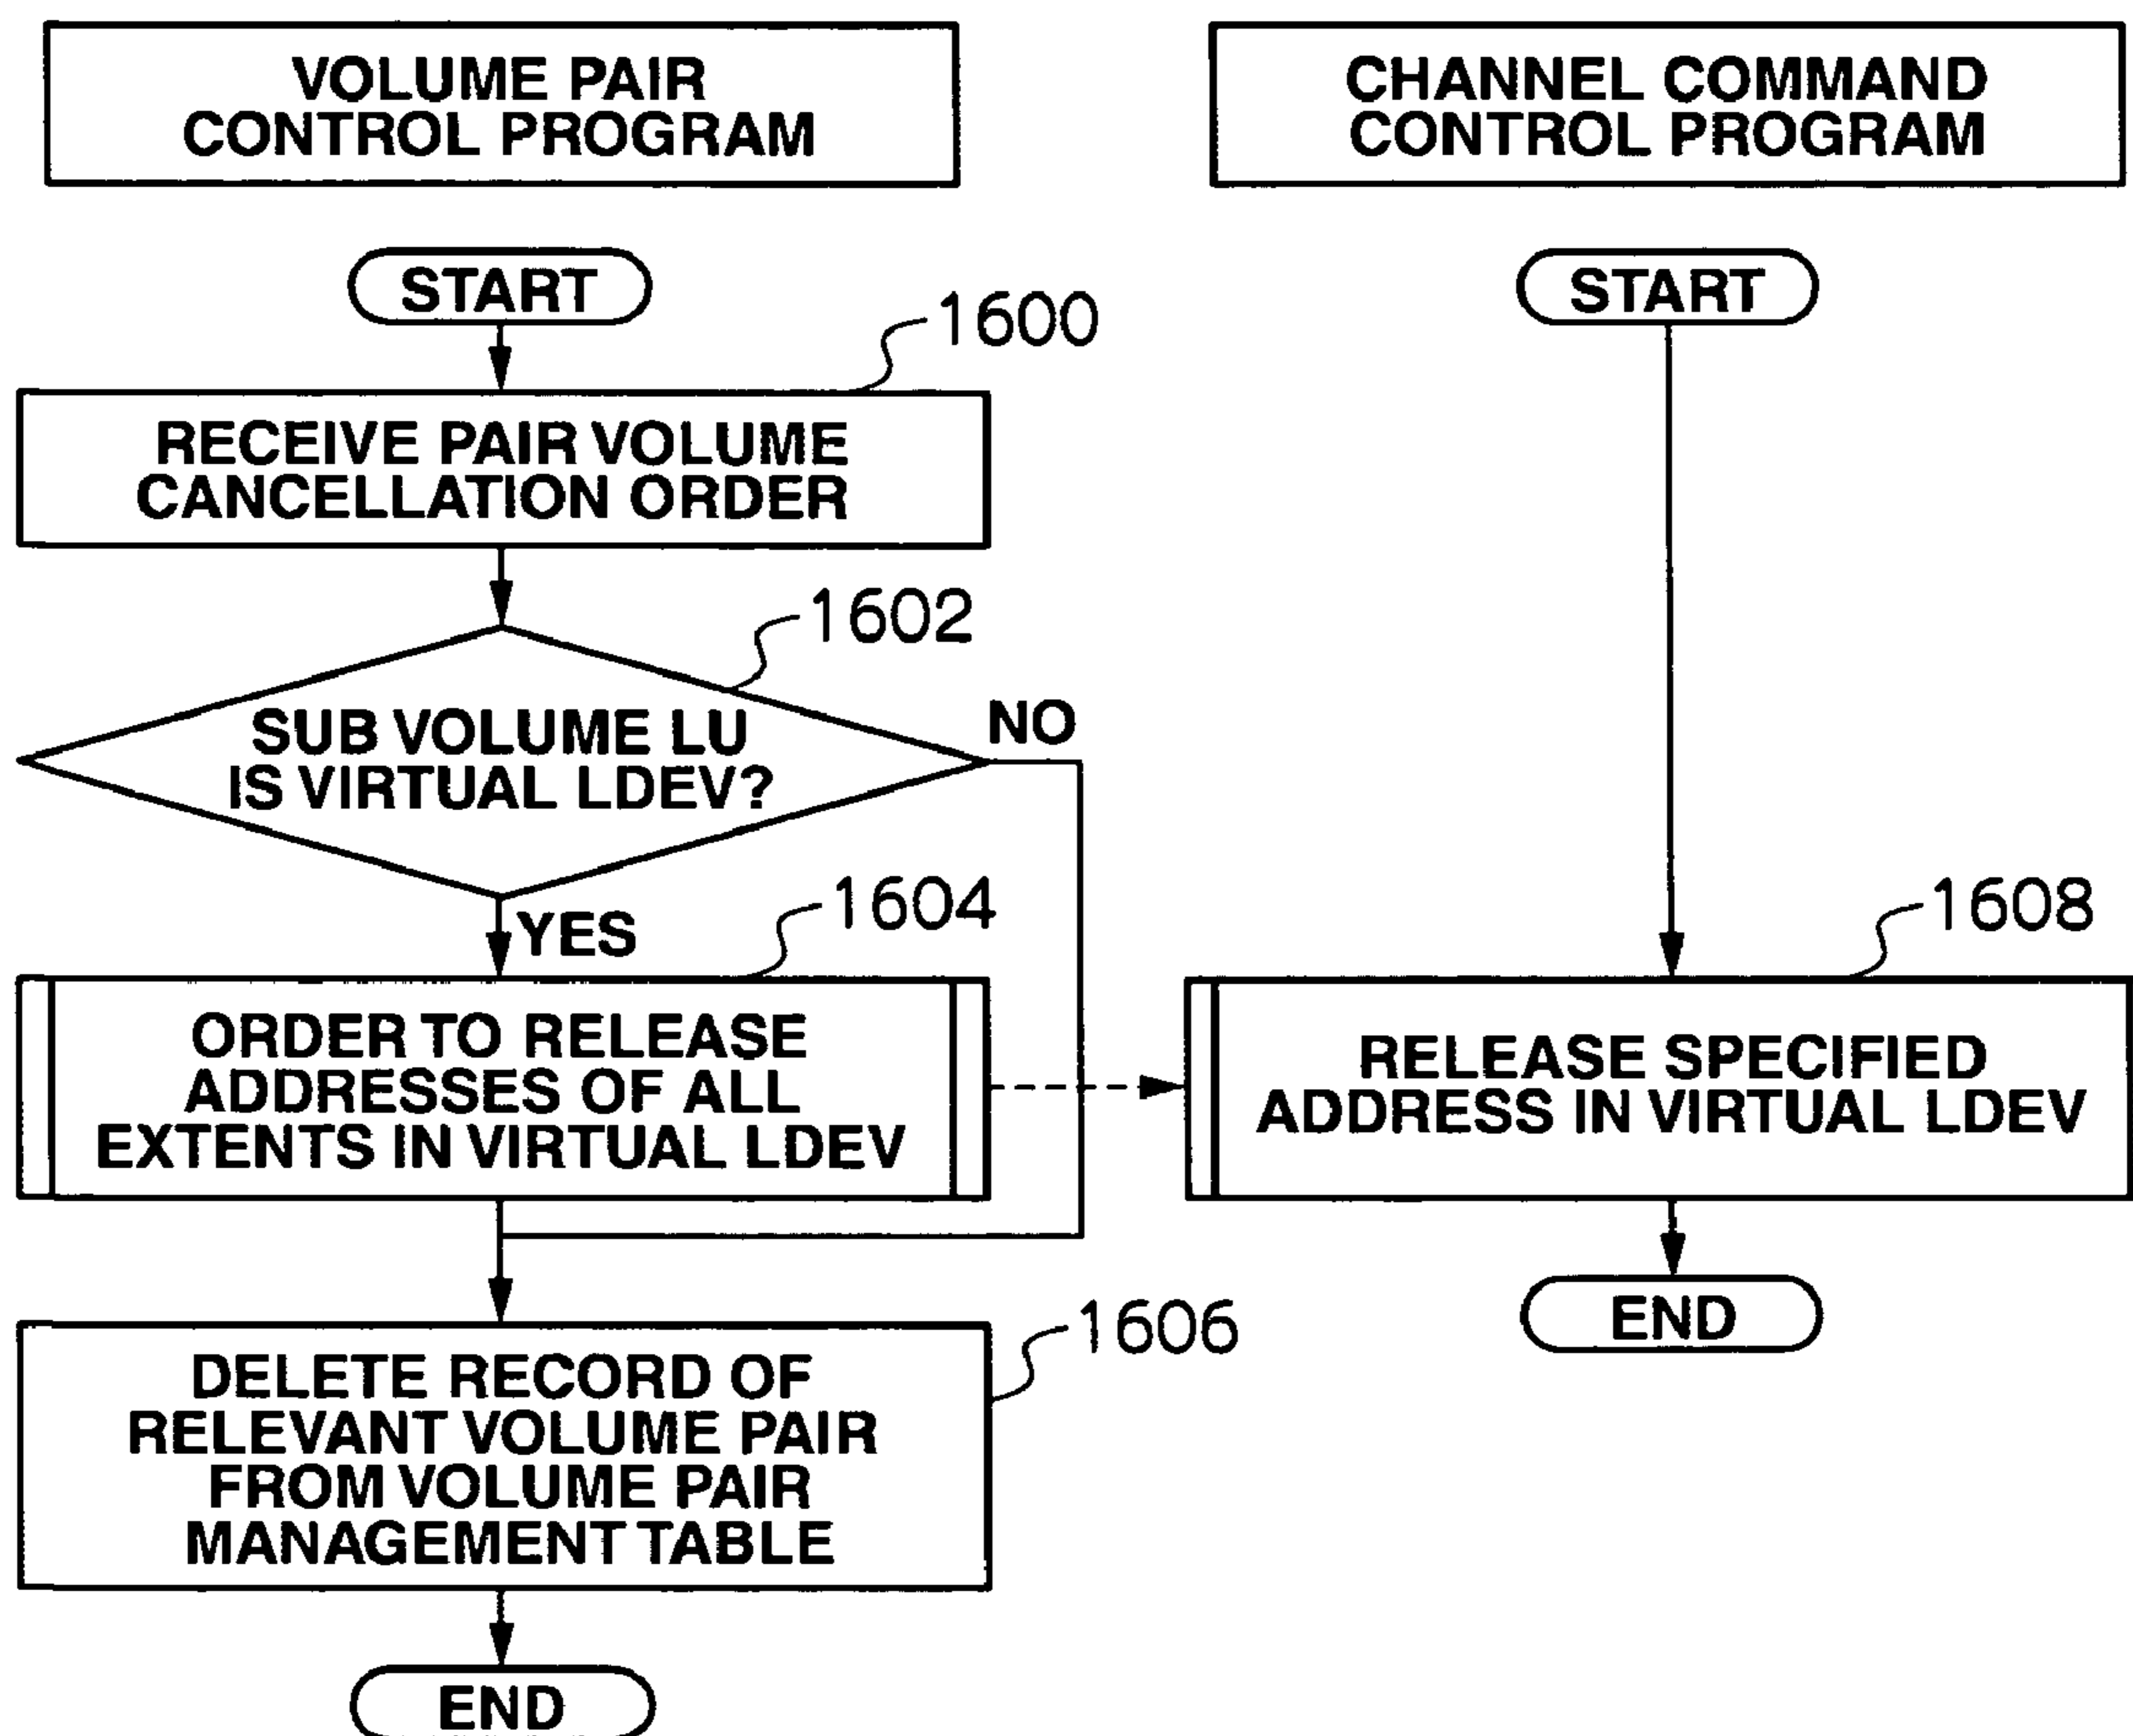 VOLUME PAIR
CONTROL PROGRAM
START
1600
RECEIVE PAIR VOLUME
CANCELLATION ORDER
1602
SUB VOLUME LU
IS VIRTUAL LDEV?
NO
YES
1604
ORDER TO RELEASE
ADDRESSES OF ALL
EXTENTS IN VIRTUAL LDEV
1606
DELETE RECORD OF
RELEVANT VOLUME PAIR
FROM VOLUME PAIR
MANAGEMENT TABLE
END
CHANNEL COMMAND
CONTROL PROGRAM
START
1608
RELEASE SPECIFIED
ADDRESS IN VIRTUAL LDEV
END